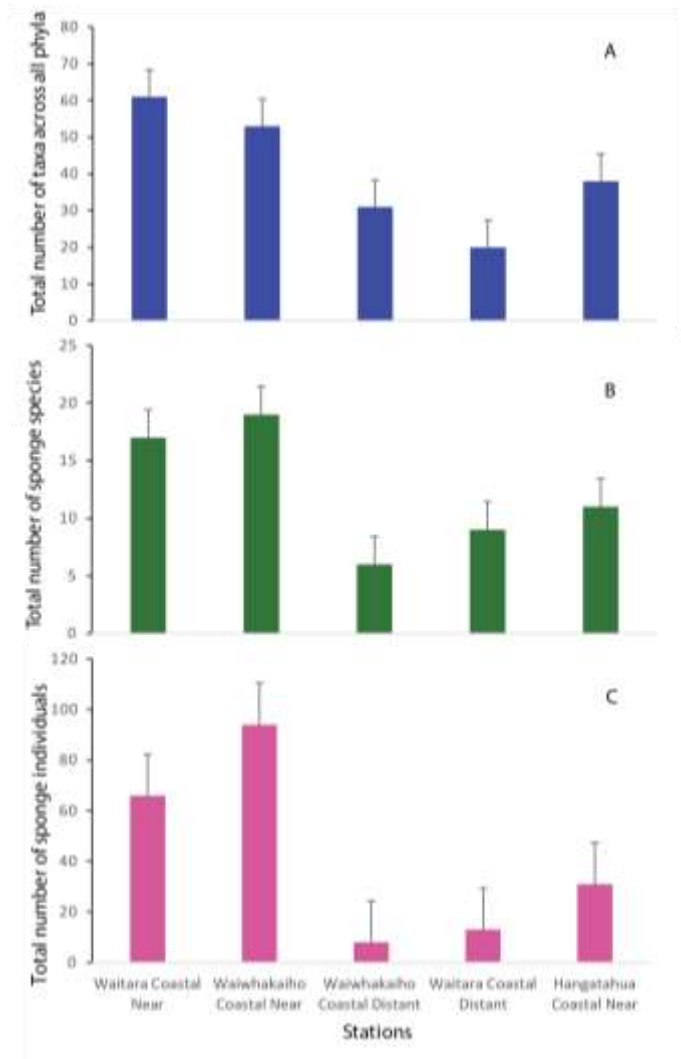 Total number of taxa across all phyla
80
70
60
50
40
30
20
10
0
A
Total number of sponge species
25
20
15
10
5
0
B
Total number of sponge individuals
120
100
80
60
40
20
0
C
Waitara Coastal Near
Waiwhakaiho Coastal Near
Waiwhakaiho Coastal Distant
Waitara Coastal Distant
Hangatahua Coastal Near
Stations